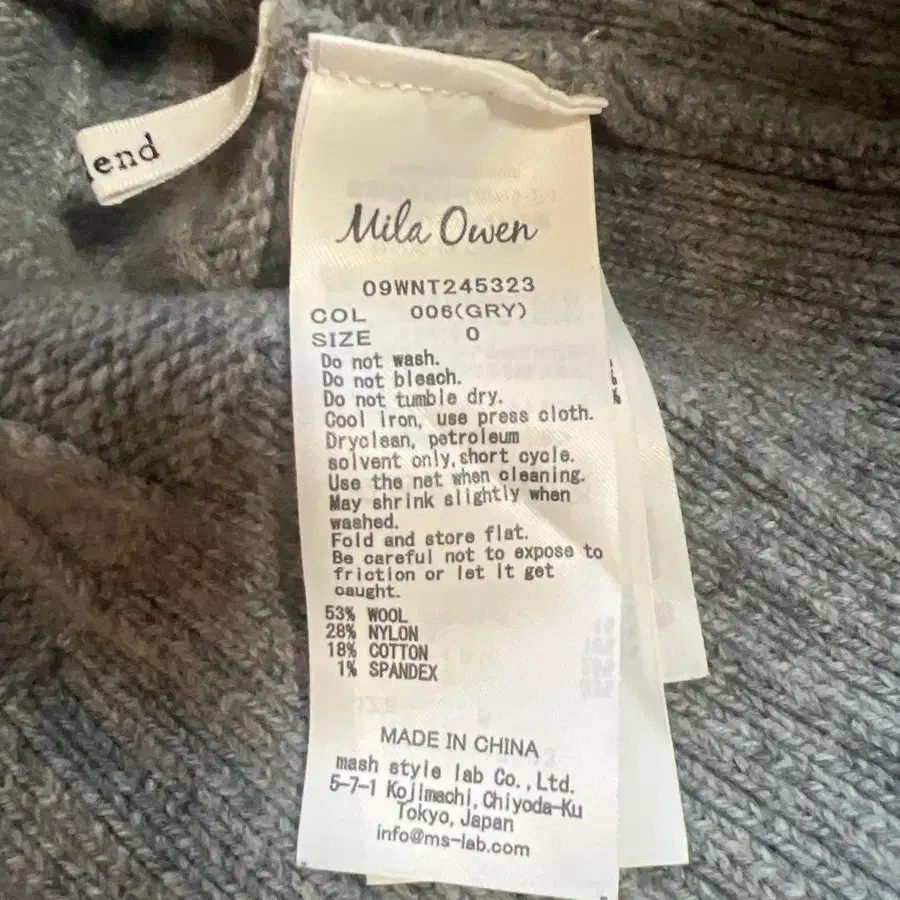 end
Mila Owen
09WNT245323
COL 006(GRY)
SIZE 0
Do not wash.
Do not bleach.
Do not tumble dry.
Cool iron, use press cloth.
Dryclean, petroleum
solvent only,short cycle.
Use the net when cleaning.
May shrink slightly when
washed.
Fold and store flat.
Be careful not to expose to
friction or let it get
caught.
53% WOOL
28% NYLON
18% COTTON
1% SPANDEX
MADE IN CHINA
mash style lab Co.,Ltd.
5-7-1 Kojimachi,Chiyoda-Ku
Tokyo,Japan
info@ms-lab.com